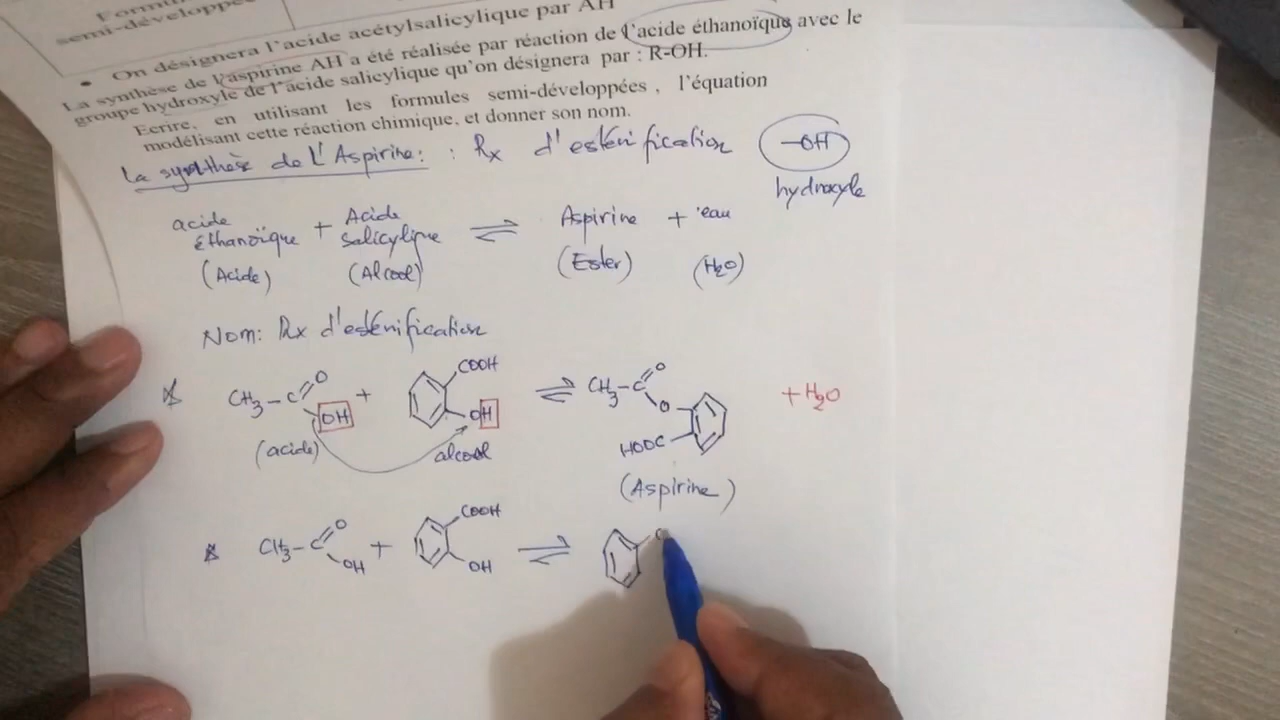 semi-développée
On désignera l'acide acétylsalicylique par AH
La synthèse de l'aspirine AH a été réalisée par réaction de l'acide éthanoïque avec le
groupe hydroxyle de l'acide salicylique qu'on désignera par : R-OH.
Ecrire, en utilisant les formules semi-développées, l'équation
modélisant cette réaction chimique, et donner son nom.
La synthèse de l'Aspirine : : Rx d'estérification -OH
hydroxyle
acide éthanoïque + Acide salicylique ⇌ Aspirine + eau
(Acide) (Alcool) (Ester) (H2O)
Nom: Rx d'estérification
CH3-C O OH + COOH OH ⇌ CH3-C O O HOOC + H2O
(acide) alcool (Aspirine)
CH3-C O OH + COOH OH ⇌